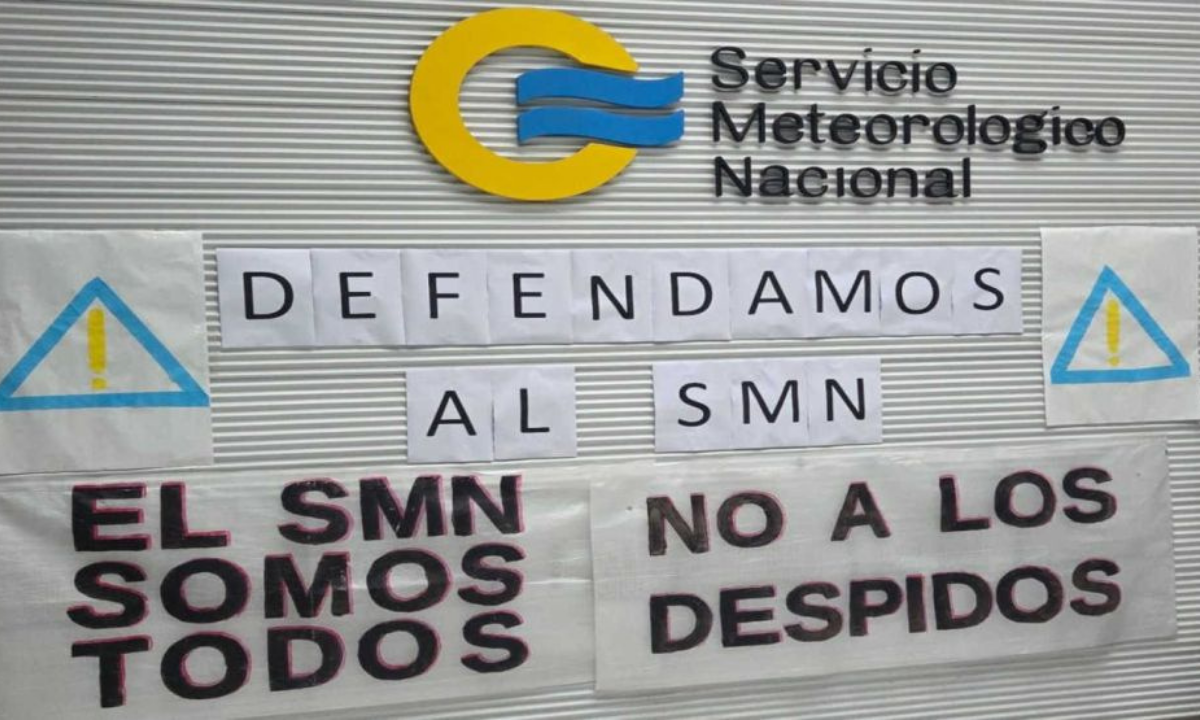 Servicio
Meteorologico
Nacional
!
!
DEFENDAMOS
AL SMN
EL SMN
SOMOS
TODOS
NO A LOS
DESPIDOS